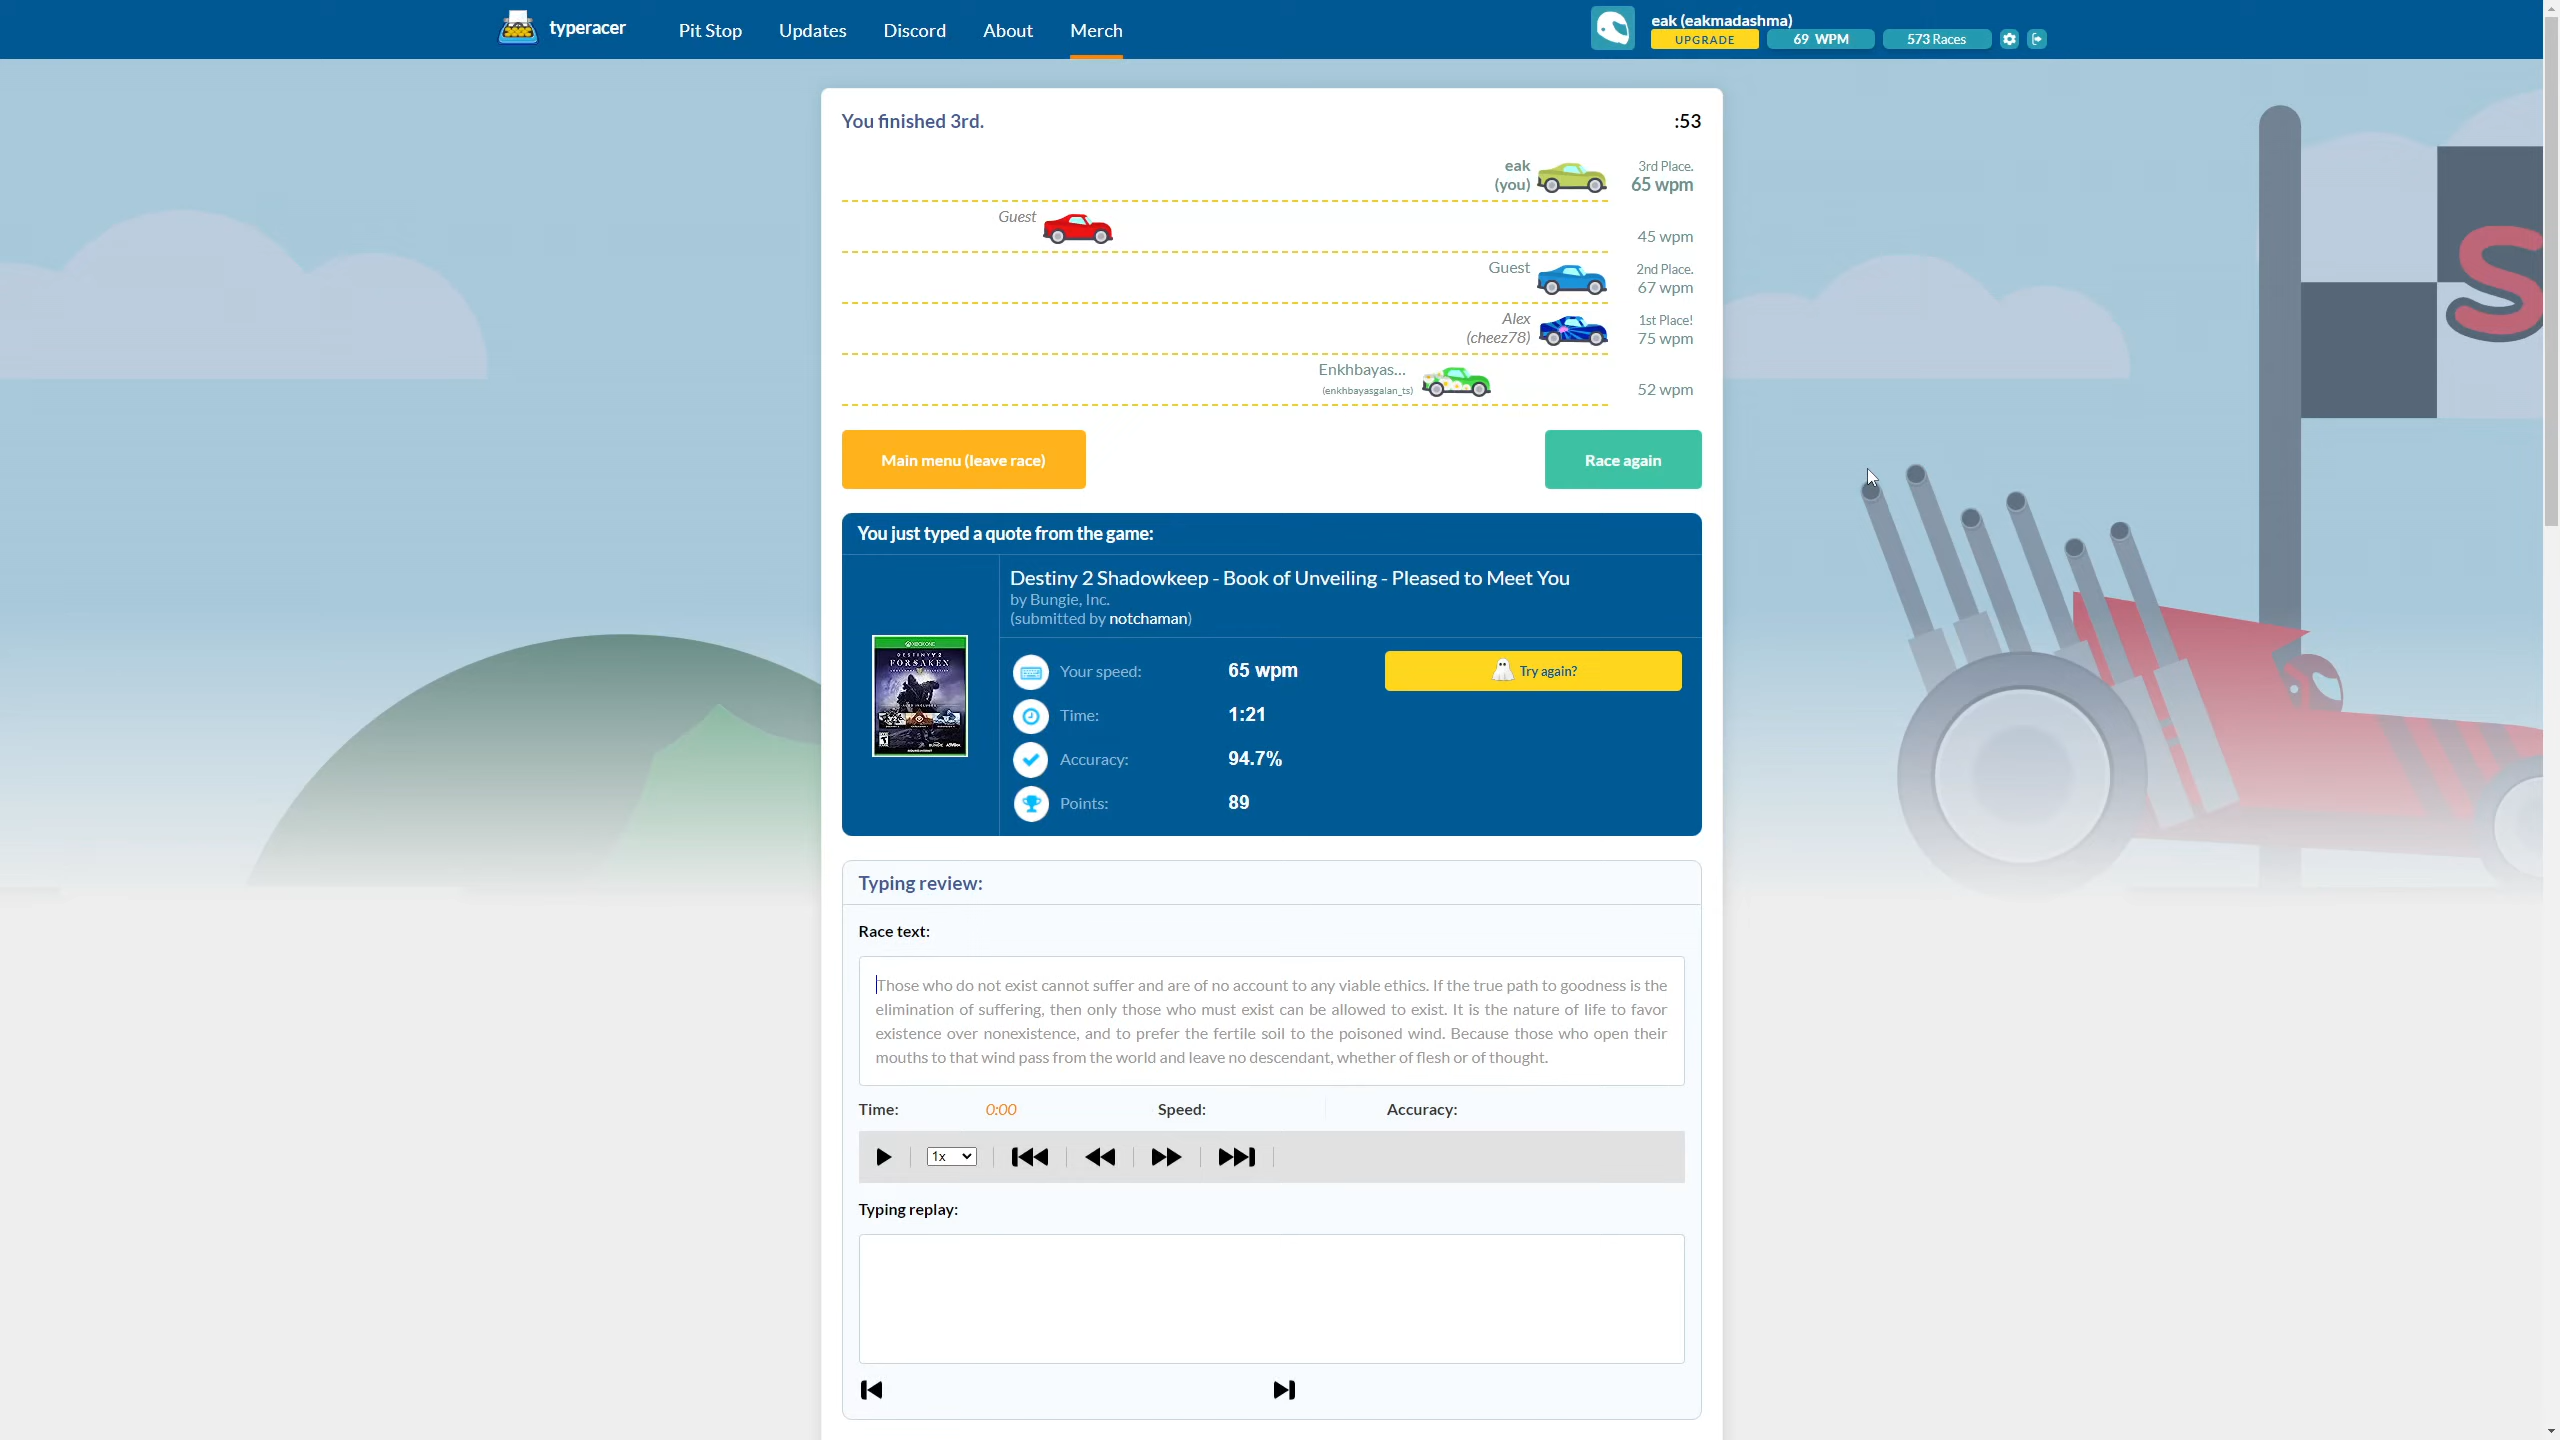 typeracer
Pit Stop
Updates
Discord
About
Merch
eak (eakmadashma)
UPGRADE
69 WPM
573 Races
You finished 3rd.
:53
eak
(you)
3rd Place.
65 wpm
Guest
45 wpm
Guest
2nd Place.
67 wpm
Alex
(cheez78)
1st Place!
75 wpm
Enkhbayas...
(enkhbayasgalan_ts)
52 wpm
Main menu (leave race)
Race again
You just typed a quote from the game:
Destiny 2 Shadowkeep - Book of Unveiling - Pleased to Meet You
by Bungie, Inc.
(submitted by notchaman)
XBOX ONE
DESTINY 2
FORSAKEN
Your speed:
65 wpm
Try again?
Time:
1:21
Accuracy:
94.7%
Points:
89
Typing review:
Race text:
Those who do not exist cannot suffer and are of no account to any viable ethics. If the true path to goodness is the
elimination of suffering, then only those who must exist can be allowed to exist. It is the nature of life to favor
existence over nonexistence, and to prefer the fertile soil to the poisoned wind. Because those who open their
mouths to that wind pass from the world and leave no descendant, whether of flesh or of thought.
Time:
0:00
Speed:
Accuracy:
1x
Typing replay:
S